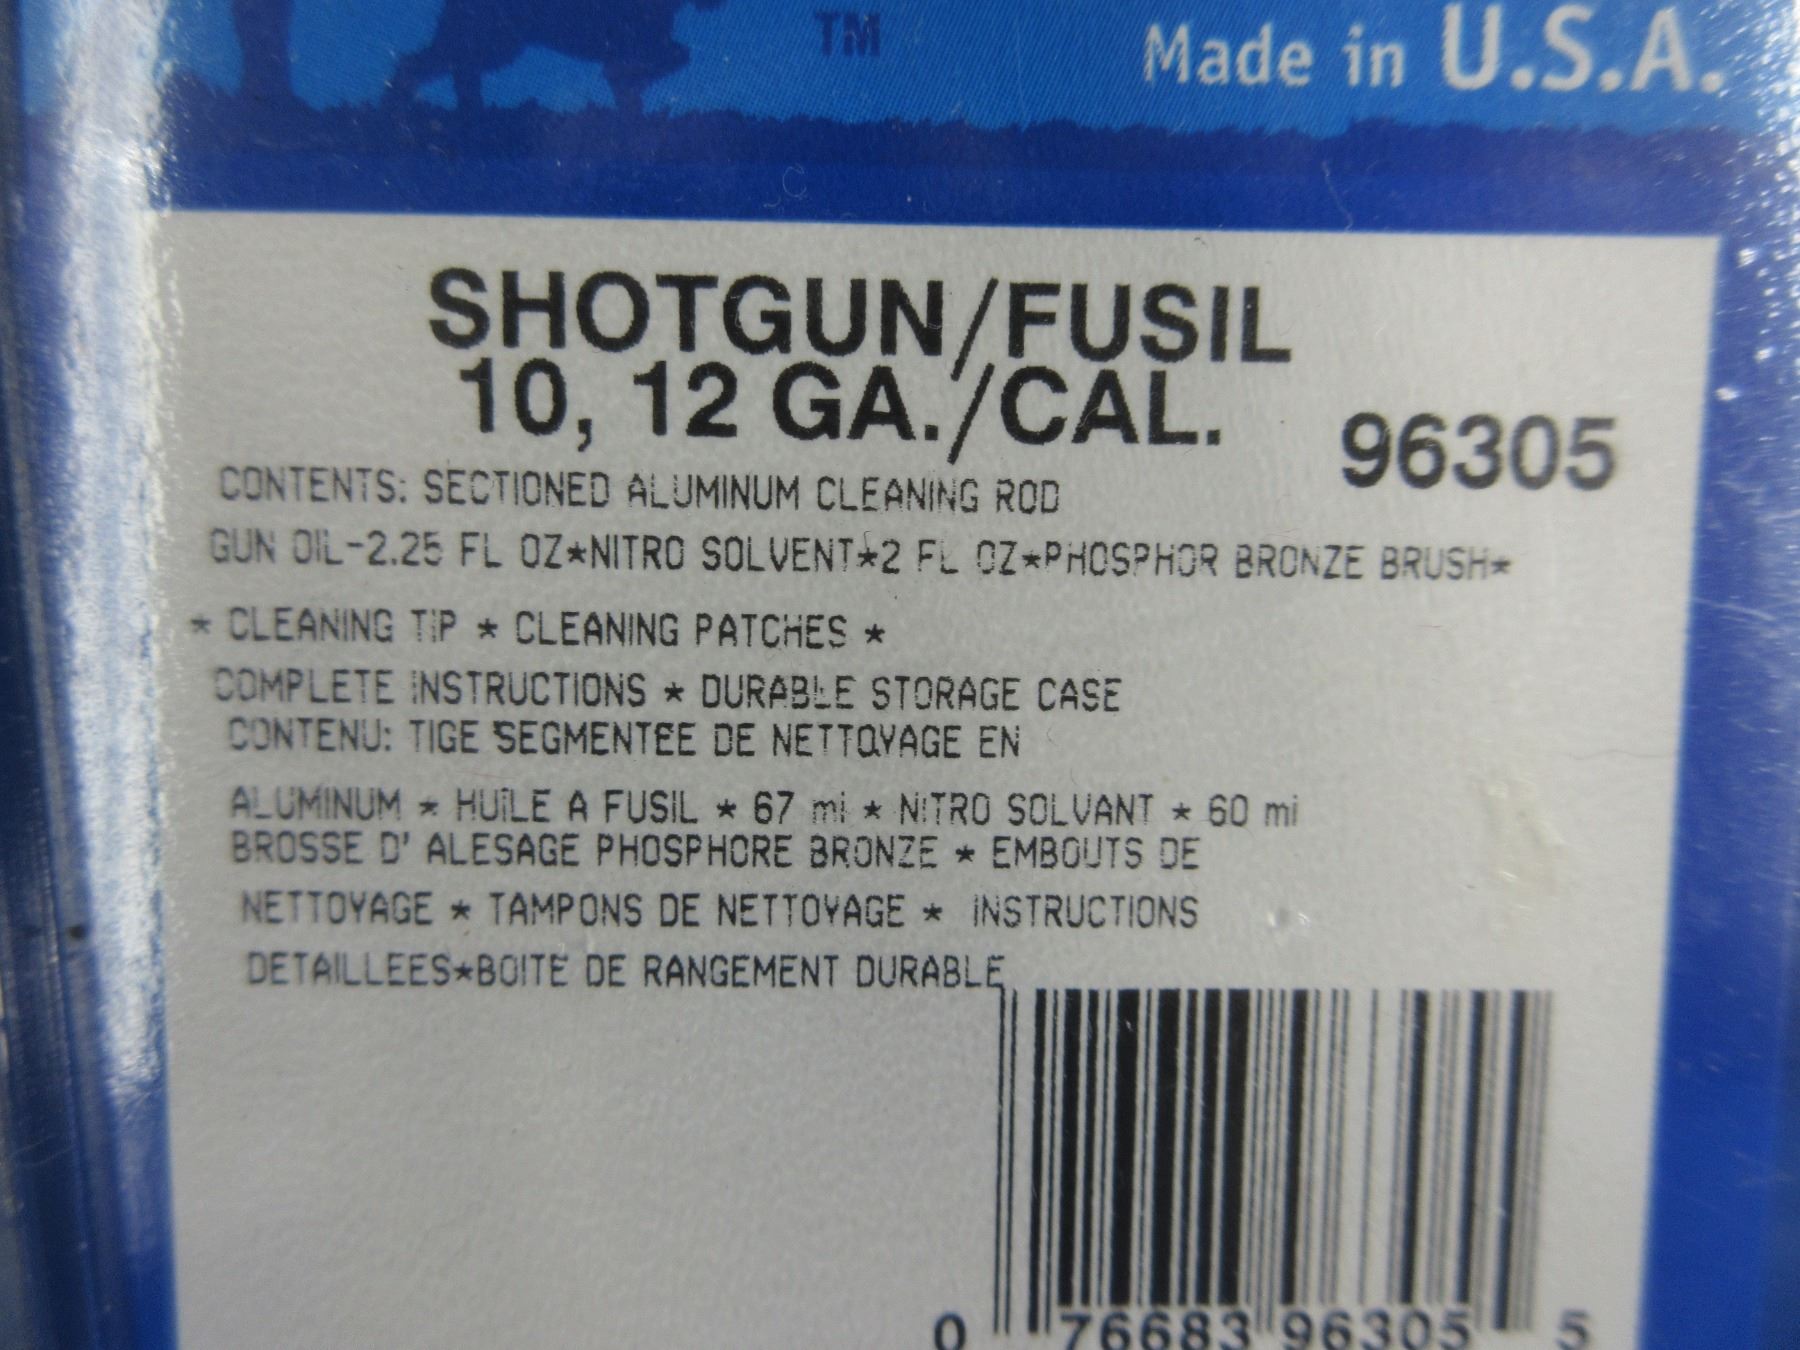 TM
Made in U.S.A.
SHOTGUN/FUSIL
10, 12 GA./CAL.
96305
CONTENTS: SECTIONED ALUMINUM CLEANING ROD
GUN OIL-2.25 FL OZ*NITRO SOLVENT*2 FL OZ*PHOSPHOR BRONZE BRUSH*
* CLEANING TIP * CLEANING PATCHES *
COMPLETE INSTRUCTIONS * DURABLE STORAGE CASE
CONTENU: TIGE SEGMENTEE DE NETTOYAGE EN
ALUMINUM * HUILE A FUSIL * 67 ml * NITRO SOLVANT * 60 ml
BROSSE D' ALESAGE PHOSPHORE BRONZE * EMBOUTS DE
NETTOYAGE * TAMPONS DE NETTOYAGE * INSTRUCTIONS
DETAILLEES*BOITE DE RANGEMENT DURABLE
0 76683 96305 5